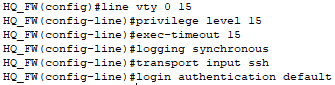 HQ_FW(config)#line vty 0 15
HQ_FW(config-line)#privilege level 15
HQ_FW(config-line)#exec-timeout 15
HQ_FW(config-line)#logging synchronous
HQ_FW(config-line)#transport input ssh
HQ_FW(config-line)#login authentication default